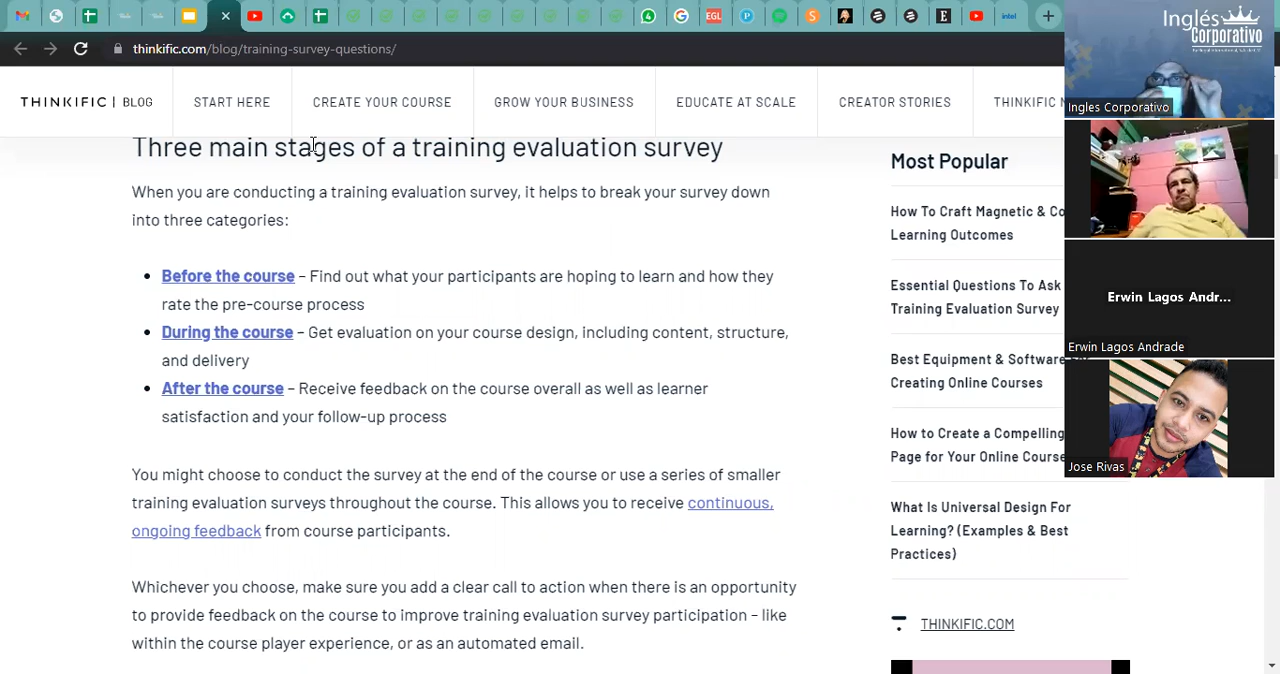 thinkific.com/blog/training-survey-questions/
THINKIFIC | BLOG
START HERE
CREATE YOUR COURSE
GROW YOUR BUSINESS
EDUCATE AT SCALE
CREATOR STORIES
THINKIFIC
Three main stages of a training evaluation survey
When you are conducting a training evaluation survey, it helps to break your survey down
into three categories:
• Before the course – Find out what your participants are hoping to learn and how they
rate the pre-course process
• During the course – Get evaluation on your course design, including content, structure,
and delivery
• After the course – Receive feedback on the course overall as well as learner
satisfaction and your follow-up process
You might choose to conduct the survey at the end of the course or use a series of smaller
training evaluation surveys throughout the course. This allows you to receive continuous,
ongoing feedback from course participants.
Whichever you choose, make sure you add a clear call to action when there is an opportunity
to provide feedback on the course to improve training evaluation survey participation – like
within the course player experience, or as an automated email.
Most Popular
How To Craft Magnetic & Co
Learning Outcomes
Essential Questions To Ask
Training Evaluation Survey
Best Equipment & Software For
Creating Online Courses
How to Create a Compelling
Page for Your Online Course
What Is Universal Design For
Learning? (Examples & Best
Practices)
THINKIFIC.COM
Inglés
Corporativo
Ingles Corporativo
Erwin Lagos Andr...
Erwin Lagos Andrade
Jose Rivas
EGL
intel